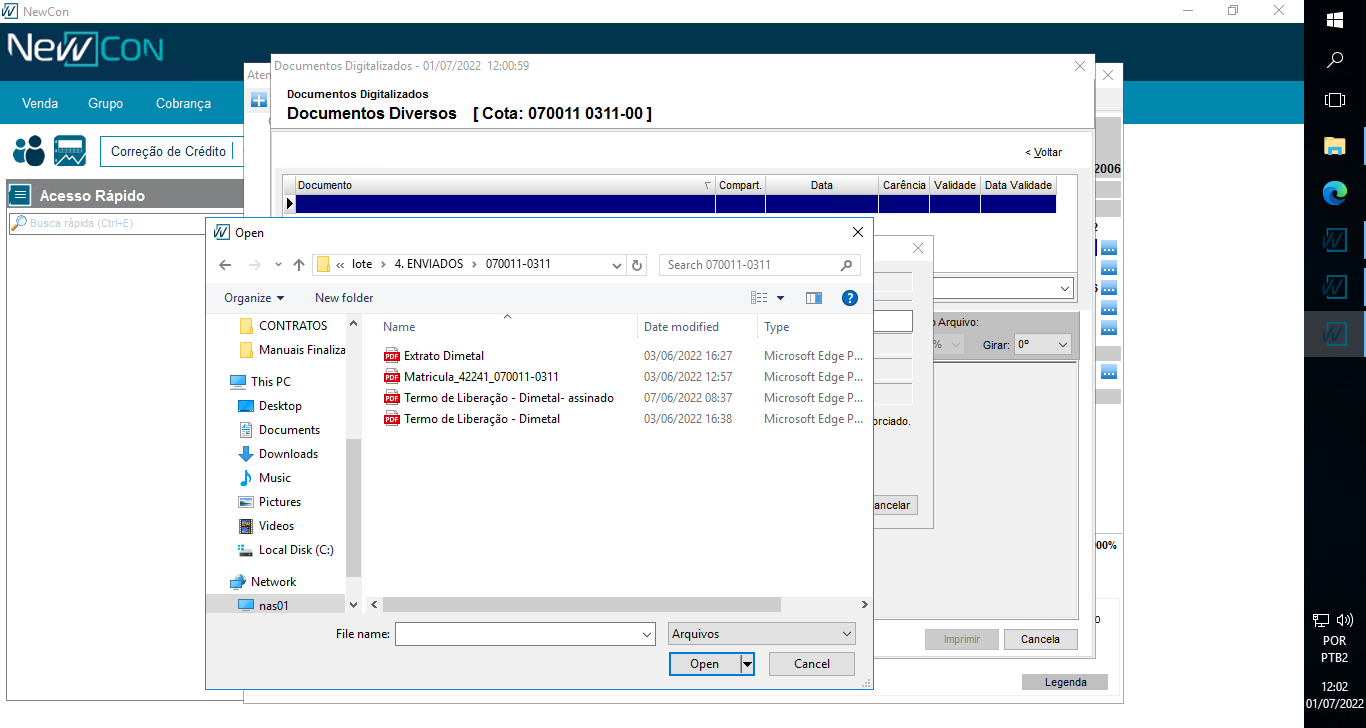 NewCon
NEWCON
Venda Grupo Cobrança
Correção de Crédito
Acesso Rápido
Busca rápida (Ctrl+E)
Aten
Documentos Digitalizados - 01/07/2022 12:00:59
Documentos Digitalizados
Documentos Diversos [ Cota: 070011 0311-00 ]
< Voltar
2006
Documento Compart. Data Carência Validade Data Validade
Open
« lote > 4. ENVIADOS > 070011-0311
Search 070011-0311
Organize New folder
?
CONTRATOS
Manuais Finaliza
This PC
Desktop
Documents
Downloads
Music
Pictures
Videos
Local Disk (C:)
Network
nas01
Name Date modified Type
PDF Extrato Dimetal 03/06/2022 16:27 Microsoft Edge P...
PDF Matricula_42241_070011-0311 03/06/2022 12:57 Microsoft Edge P...
PDF Termo de Liberação - Dimetal- assinado 07/06/2022 08:37 Microsoft Edge P...
PDF Termo de Liberação - Dimetal 03/06/2022 16:38 Microsoft Edge P...
File name:
Arquivos
Open
Cancel
o Arquivo:
% Girar: 0º
orciado.
ancelar
00%
0
Imprimir
Cancela
Legenda
POR
PTB2
12:02
01/07/2022